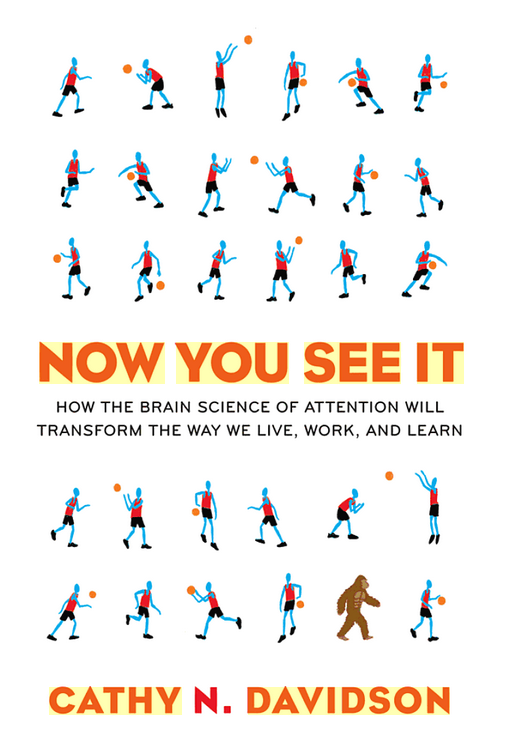 NOW YOU SEE IT
HOW THE BRAIN SCIENCE OF ATTENTION WILL
TRANSFORM THE WAY WE LIVE, WORK, AND LEARN
CATHY N. DAVIDSON